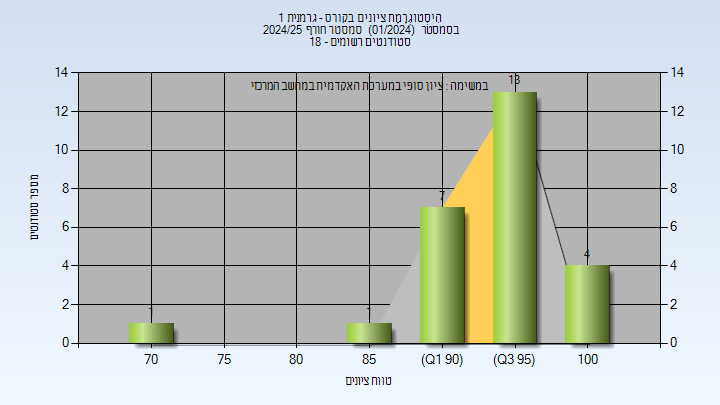 היסטוגרמת ציונים בקורס - גרמנית 1
בסמסטר (01/2024) סמסטר חורף 2024/25
סטודנטים רשומים - 18
במשימה : ציון סופי במערכת האקדמית במחשב המרכזי
14 14
12 12
10 10
8 8
6 6
4 4
2 2
0 0
1 1 7 13 4
מספר סטודנטים
70 75 80 85 (Q1 90) (Q3 95) 100
טווח ציונים